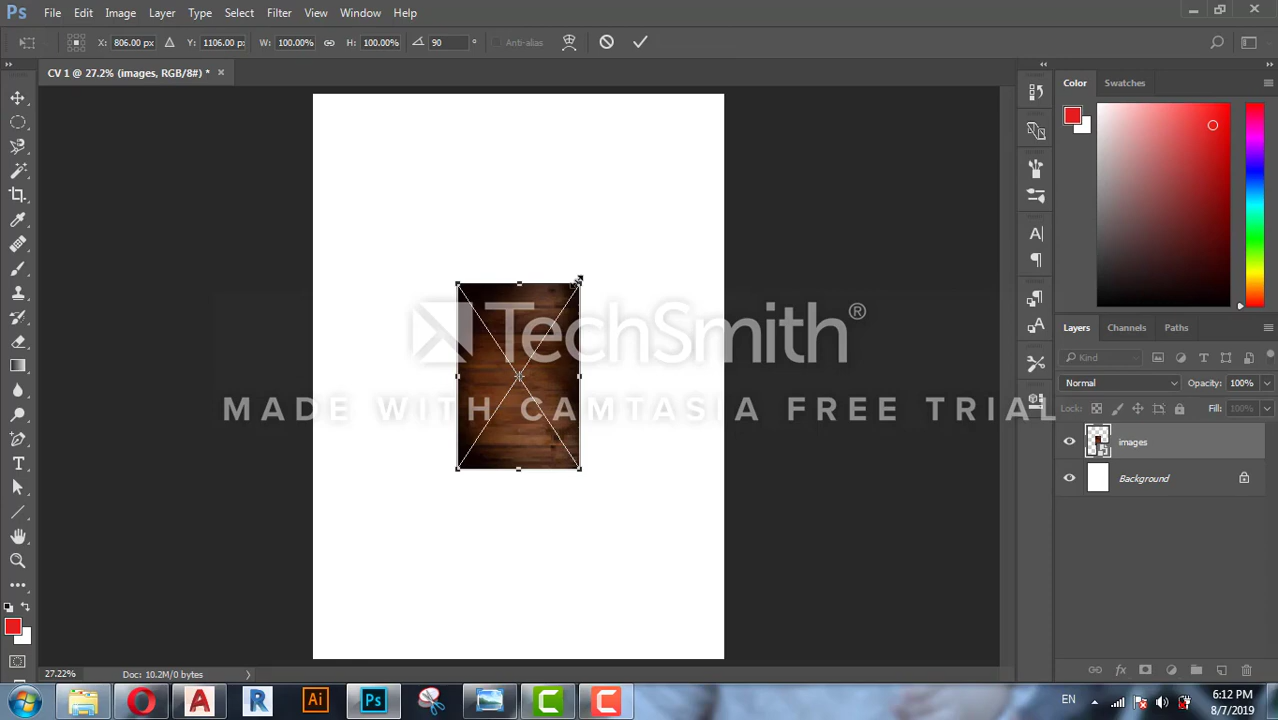 Ps File Edit Image Layer Type Select Filter View Window Help
X: 806.00 px Y: 1106.00 px W: 100.00% H: 100.00% 90 ° Anti-alias
CV 1 @ 27.2% (images, RGB/8#) * ×
Color Swatches
TechSmith®
MADE WITH CAMTASIA FREE TRIAL
Layers Channels Paths
Kind
Normal Opacity: 100%
Lock: Fill: 100%
images
Background
27.22% Doc: 10.2M/0 bytes
A R Ai Ps C C EN 6:12 PM
8/7/2019